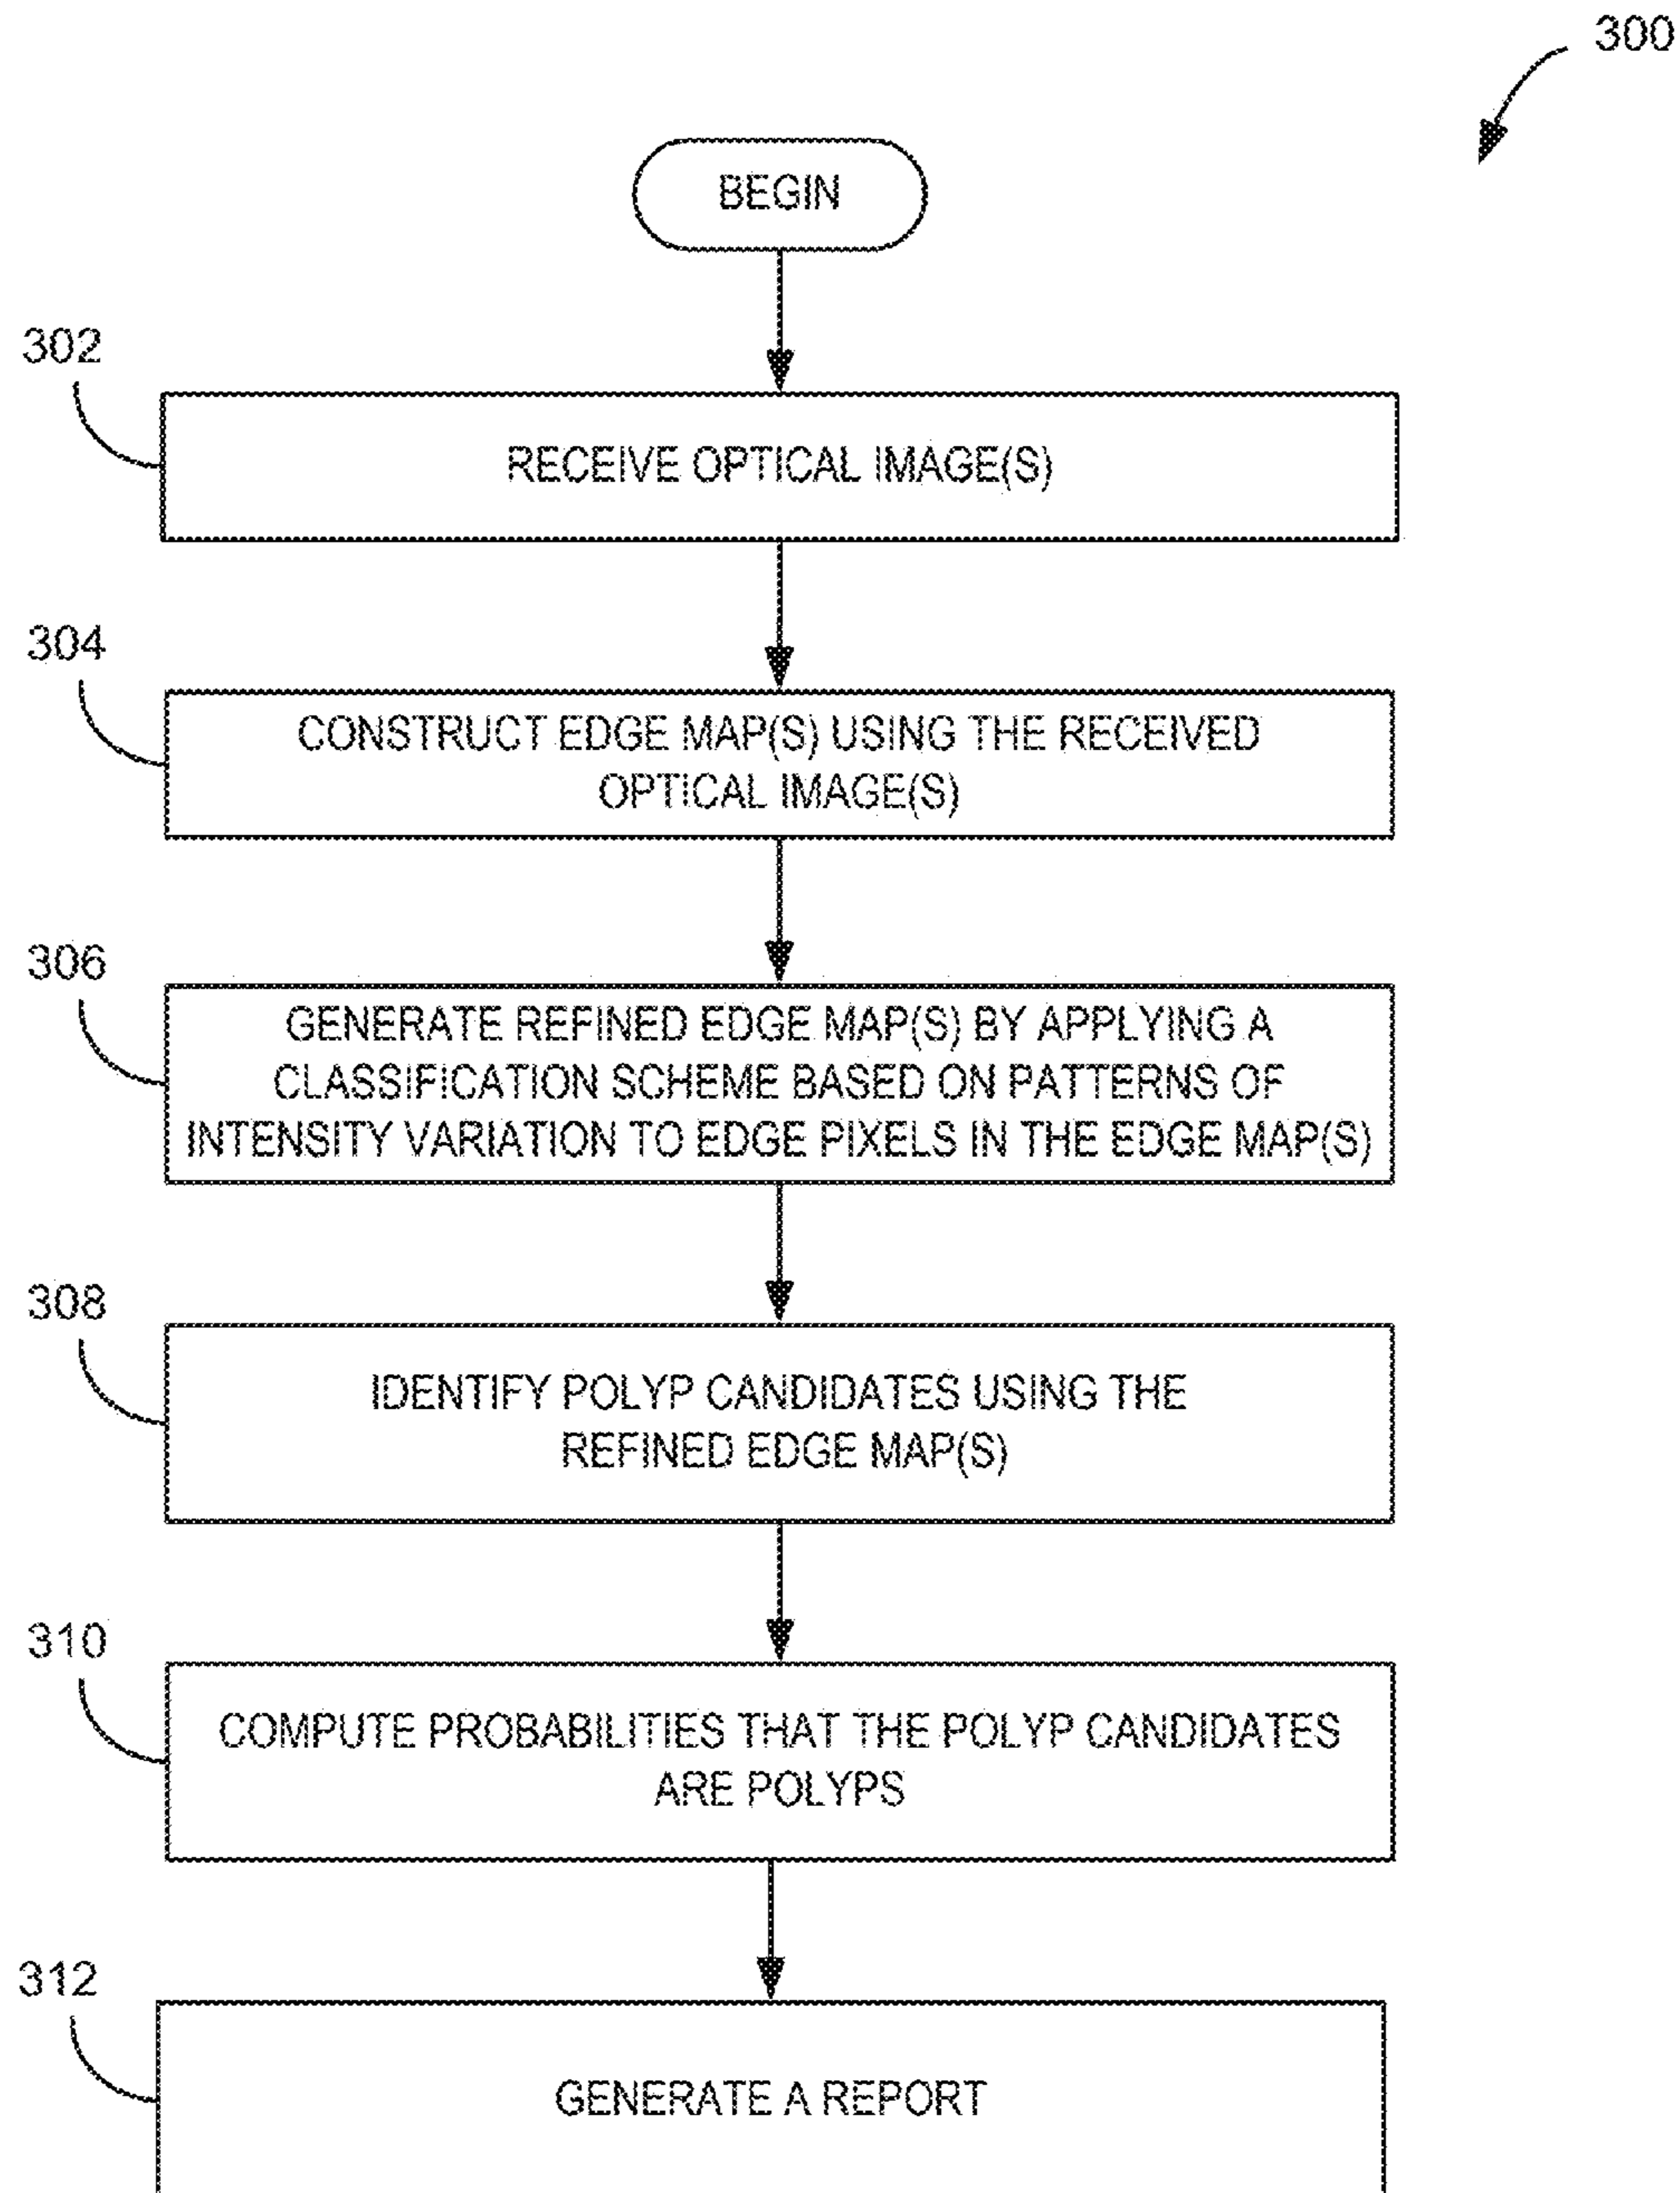 300
BEGIN
302
RECEIVE OPTICAL IMAGE(S)
304
CONSTRUCT EDGE MAP(S) USING THE RECEIVED
OPTICAL IMAGE(S)
306
GENERATE REFINED EDGE MAP(S) BY APPLYING A
CLASSIFICATION SCHEME BASED ON PATTERNS OF
INTENSITY VARIATION TO EDGE PIXELS IN THE EDGE MAP(S)
308
IDENTIFY POLYP CANDIDATES USING THE
REFINED EDGE MAP(S)
310
COMPUTE PROBABILITIES THAT THE POLYP CANDIDATES
ARE POLYPS
312
GENERATE A REPORT